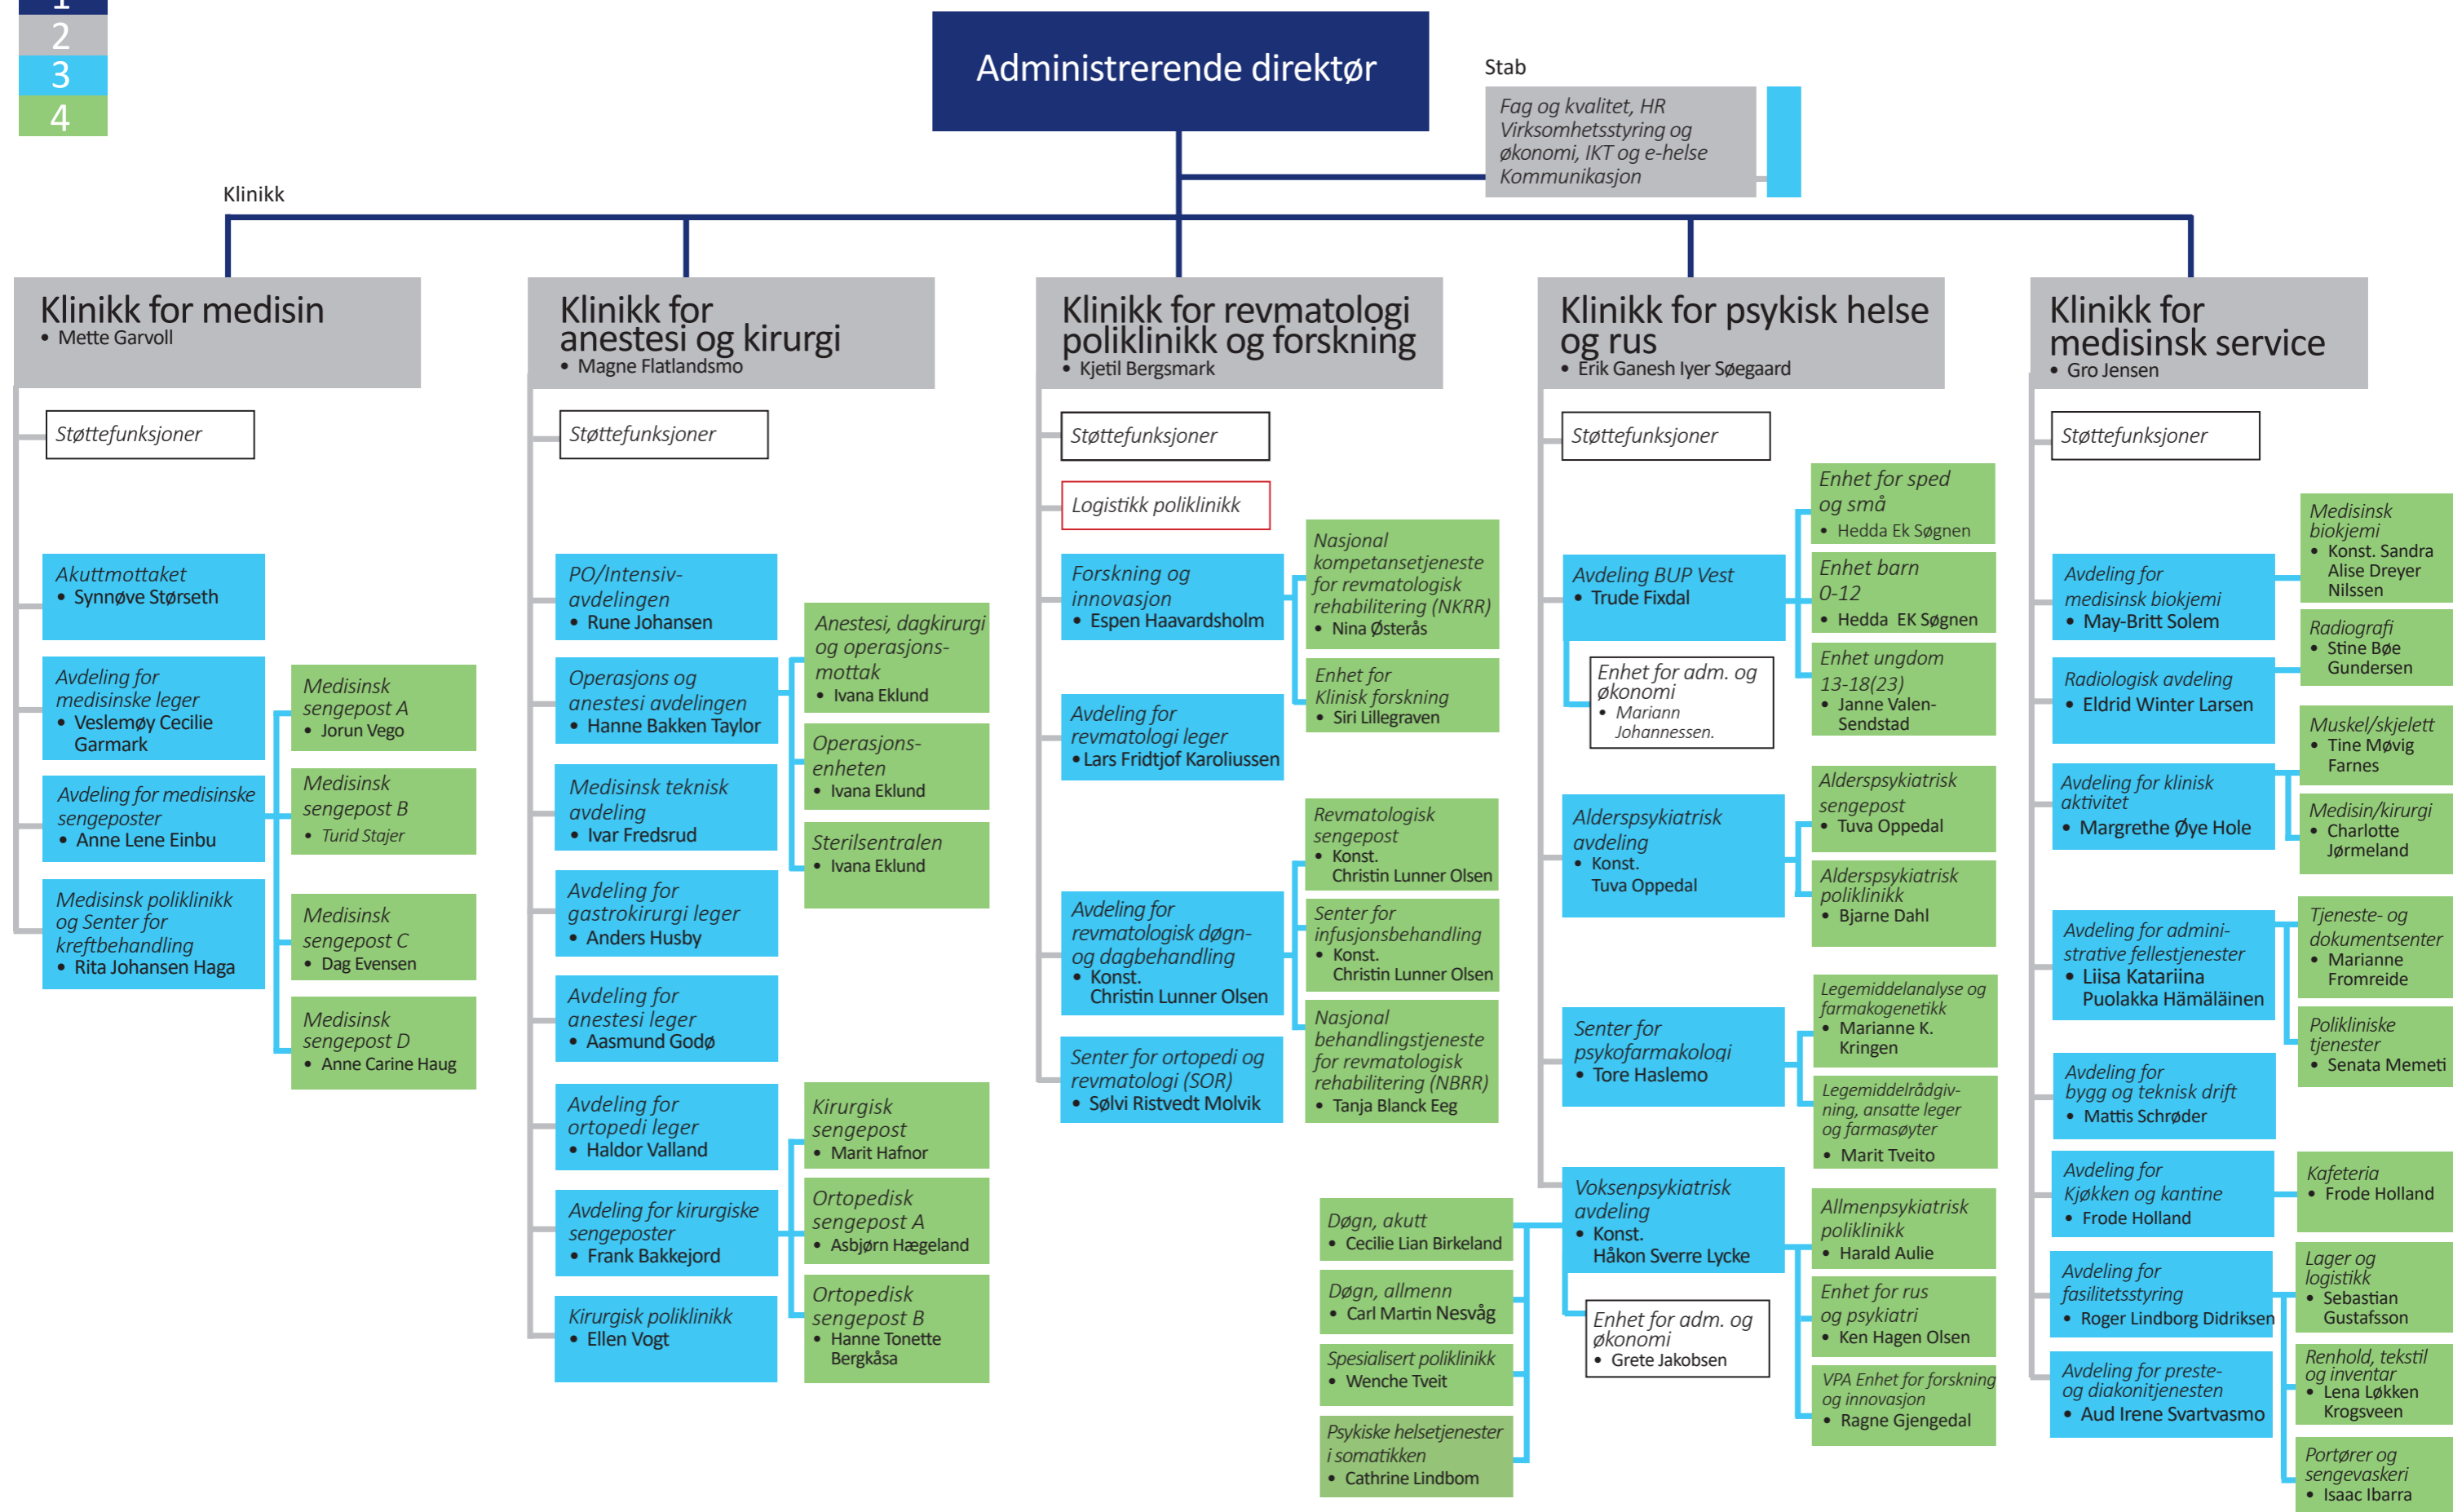 1
2
3
4
Administrerende direktør
Stab
Fag og kvalitet, HR
Virksomhetsstyring og
økonomi, IKT og e-helse
Kommunikasjon
Klinikk
Klinikk for medisin
• Mette Garvoll
Støttefunksjoner
Akuttmottaket
• Synnøve Størseth
Avdeling for
medisinske leger
• Veslemøy Cecilie
Garmark
Avdeling for medisinske
sengeposter
• Anne Lene Einbu
Medisinsk poliklinikk
og Senter for
kreftbehandling
• Rita Johansen Haga
Medisinsk
sengepost A
• Jorun Vego
Medisinsk
sengepost B
• Turid Stajer
Medisinsk
sengepost C
• Dag Evensen
Medisinsk
sengepost D
• Anne Carine Haug
Klinikk for
anestesi og kirurgi
• Magne Flatlandsmo
Støttefunksjoner
PO/Intensiv-
avdelingen
• Rune Johansen
Operasjons og
anestesi avdelingen
• Hanne Bakken Taylor
Medisinsk teknisk
avdeling
• Ivar Fredsrud
Avdeling for
gastrokirurgi leger
• Anders Husby
Avdeling for
anestesi leger
• Aasmund Godø
Avdeling for
ortopedi leger
• Haldor Valland
Avdeling for kirurgiske
sengeposter
• Frank Bakkejord
Kirurgisk poliklinikk
• Ellen Vogt
Anestesi, dagkirurgi
og operasjons-
mottak
• Ivana Eklund
Operasjons-
enheten
• Ivana Eklund
Sterilsentralen
• Ivana Eklund
Kirurgisk
sengepost
• Marit Hafnor
Ortopedisk
sengepost A
• Asbjørn Hægeland
Ortopedisk
sengepost B
• Hanne Tonette
Bergkåsa
Klinikk for revmatologi
poliklinikk og forskning
• Kjetil Bergsmark
Støttefunksjoner
Logistikk poliklinikk
Forskning og
innovasjon
• Espen Haavardsholm
Avdeling for
revmatologi leger
• Lars Fridtjof Karoliussen
Avdeling for
revmatologisk døgn-
og dagbehandling
• Konst.
Christin Lunner Olsen
Senter for ortopedi og
revmatologi (SOR)
• Sølvi Ristvedt Molvik
Nasjonal
kompetansetjeneste
for revmatologisk
rehabilitering (NKRR)
• Nina Østerås
Enhet for
Klinisk forskning
• Siri Lillegraven
Revmatologisk
sengepost
• Konst.
Christin Lunner Olsen
Senter for
infusjonsbehandling
• Konst.
Christin Lunner Olsen
Nasjonal
behandlingstjeneste
for revmatologisk
rehabilitering (NBRR)
• Tanja Blanck Eeg
Klinikk for psykisk helse
og rus
• Erik Ganesh Iyer Søegaard
Støttefunksjoner
Avdeling BUP Vest
• Trude Fixdal
Enhet for adm. og
økonomi
• Mariann
Johannessen.
Enhet for sped
og små
• Hedda Ek Søgnen
Enhet barn
0-12
• Hedda EK Søgnen
Enhet ungdom
13-18(23)
• Janne Valen-
Sendstad
Alderspsykiatrisk
avdeling
• Konst.
Tuva Oppedal
Alderspsykiatrisk
sengepost
• Tuva Oppedal
Alderspsykiatrisk
poliklinikk
• Bjarne Dahl
Senter for
psykofarmakologi
• Tore Haslemo
Legemiddelanalyse og
farmakogenetikk
• Marianne K.
Kringen
Legemiddelrådgiv-
ning, ansatte leger
og farmasøyter
• Marit Tveito
Voksenpsykiatrisk
avdeling
• Konst.
Håkon Sverre Lycke
Enhet for adm. og
økonomi
• Grete Jakobsen
Døgn, akutt
• Cecilie Lian Birkeland
Døgn, allmenn
• Carl Martin Nesvåg
Spesialisert poliklinikk
• Wenche Tveit
Psykiske helsetjenester
i somatikken
• Cathrine Lindbom
Allmenpsykiatrisk
poliklinikk
• Harald Aulie
Enhet for rus
og psykiatri
• Ken Hagen Olsen
VPA Enhet for forskning
og innovasjon
• Ragne Gjengedal
Klinikk for
medisinsk service
• Gro Jensen
Støttefunksjoner
Avdeling for
medisinsk biokjemi
• May-Britt Solem
Radiologisk avdeling
• Eldrid Winter Larsen
Avdeling for klinisk
aktivitet
• Margrethe Øye Hole
Avdeling for admini-
strative fellestjenester
• Liisa Katariina
Puolakka Hämäläinen
Avdeling for
bygg og teknisk drift
• Mattis Schrøder
Avdeling for
Kjøkken og kantine
• Frode Holland
Avdeling for
fasilitetsstyring
• Roger Lindborg Didriksen
Avdeling for preste-
og diakonitjenesten
• Aud Irene Svartvasmo
Medisinsk
biokjemi
• Konst. Sandra
Alise Dreyer
Nilssen
Radiografi
• Stine Bøe
Gundersen
Muskel/skjelett
• Tine Møvig
Farnes
Medisin/kirurgi
• Charlotte
Jørmeland
Tjeneste- og
dokumentsenter
• Marianne
Fromreide
Polikliniske
tjenester
• Senata Memeti
Kafeteria
• Frode Holland
Lager og
logistikk
• Sebastian
Gustafsson
Renhold, tekstil
og inventar
• Lena Løkken
Krogsveen
Portører og
sengevaskeri
• Isaac Ibarra